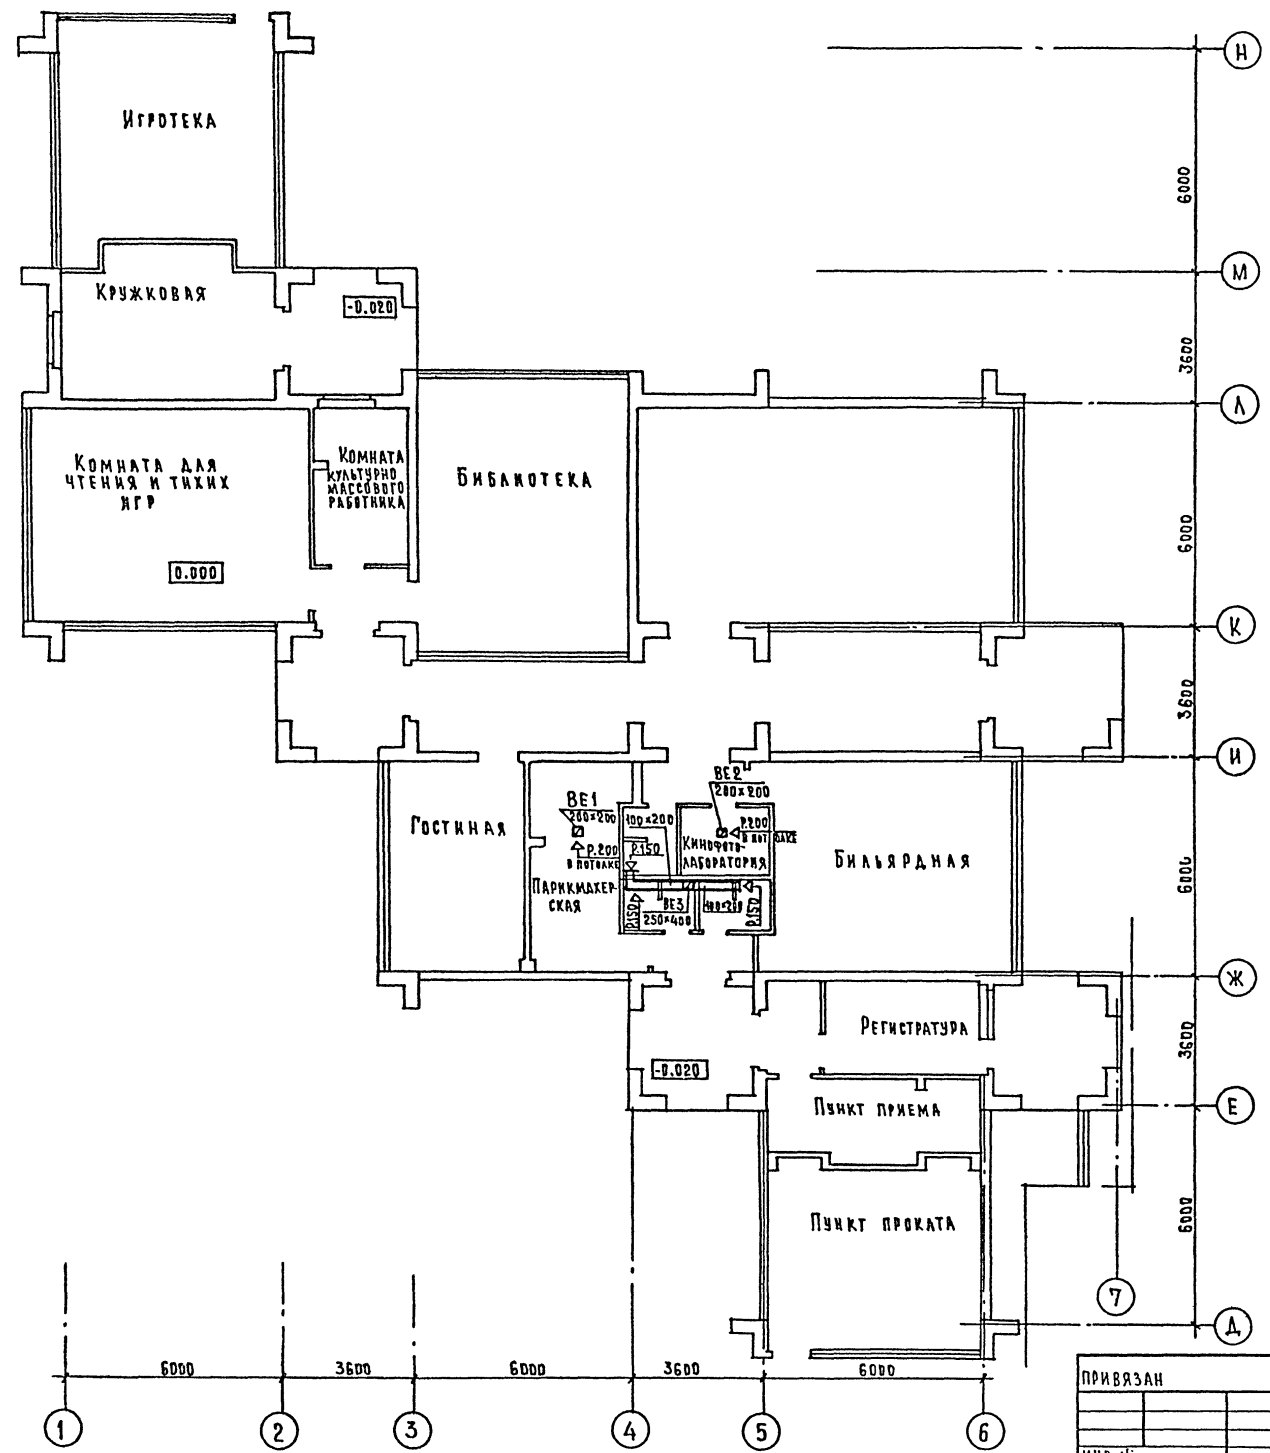 Н
Игротека
6000
М
Кружковая
-0.020
3600
Л
Комната для
чтения и тихих
игр
Комната
культурно
массового
работника
Библиотека
6000
0.000
К
3600
И
ВЕ1
200×200
ВЕ2
200×200
Гостиная
100×200
Р.200
в потолке
Р.200
в потолке
Р.150
Кинофото-
лаборатория
Бильярдная
6000
Парикмахер-
ская
Р.150
ВЕ3
250×400
100×200
Р.150
Ж
Регистратура
3600
-0.020
Пункт приема
Е
Пункт проката
6000
7
Д
6000
3600
6000
3600
6000
Привязан
1
2
3
4
5
6